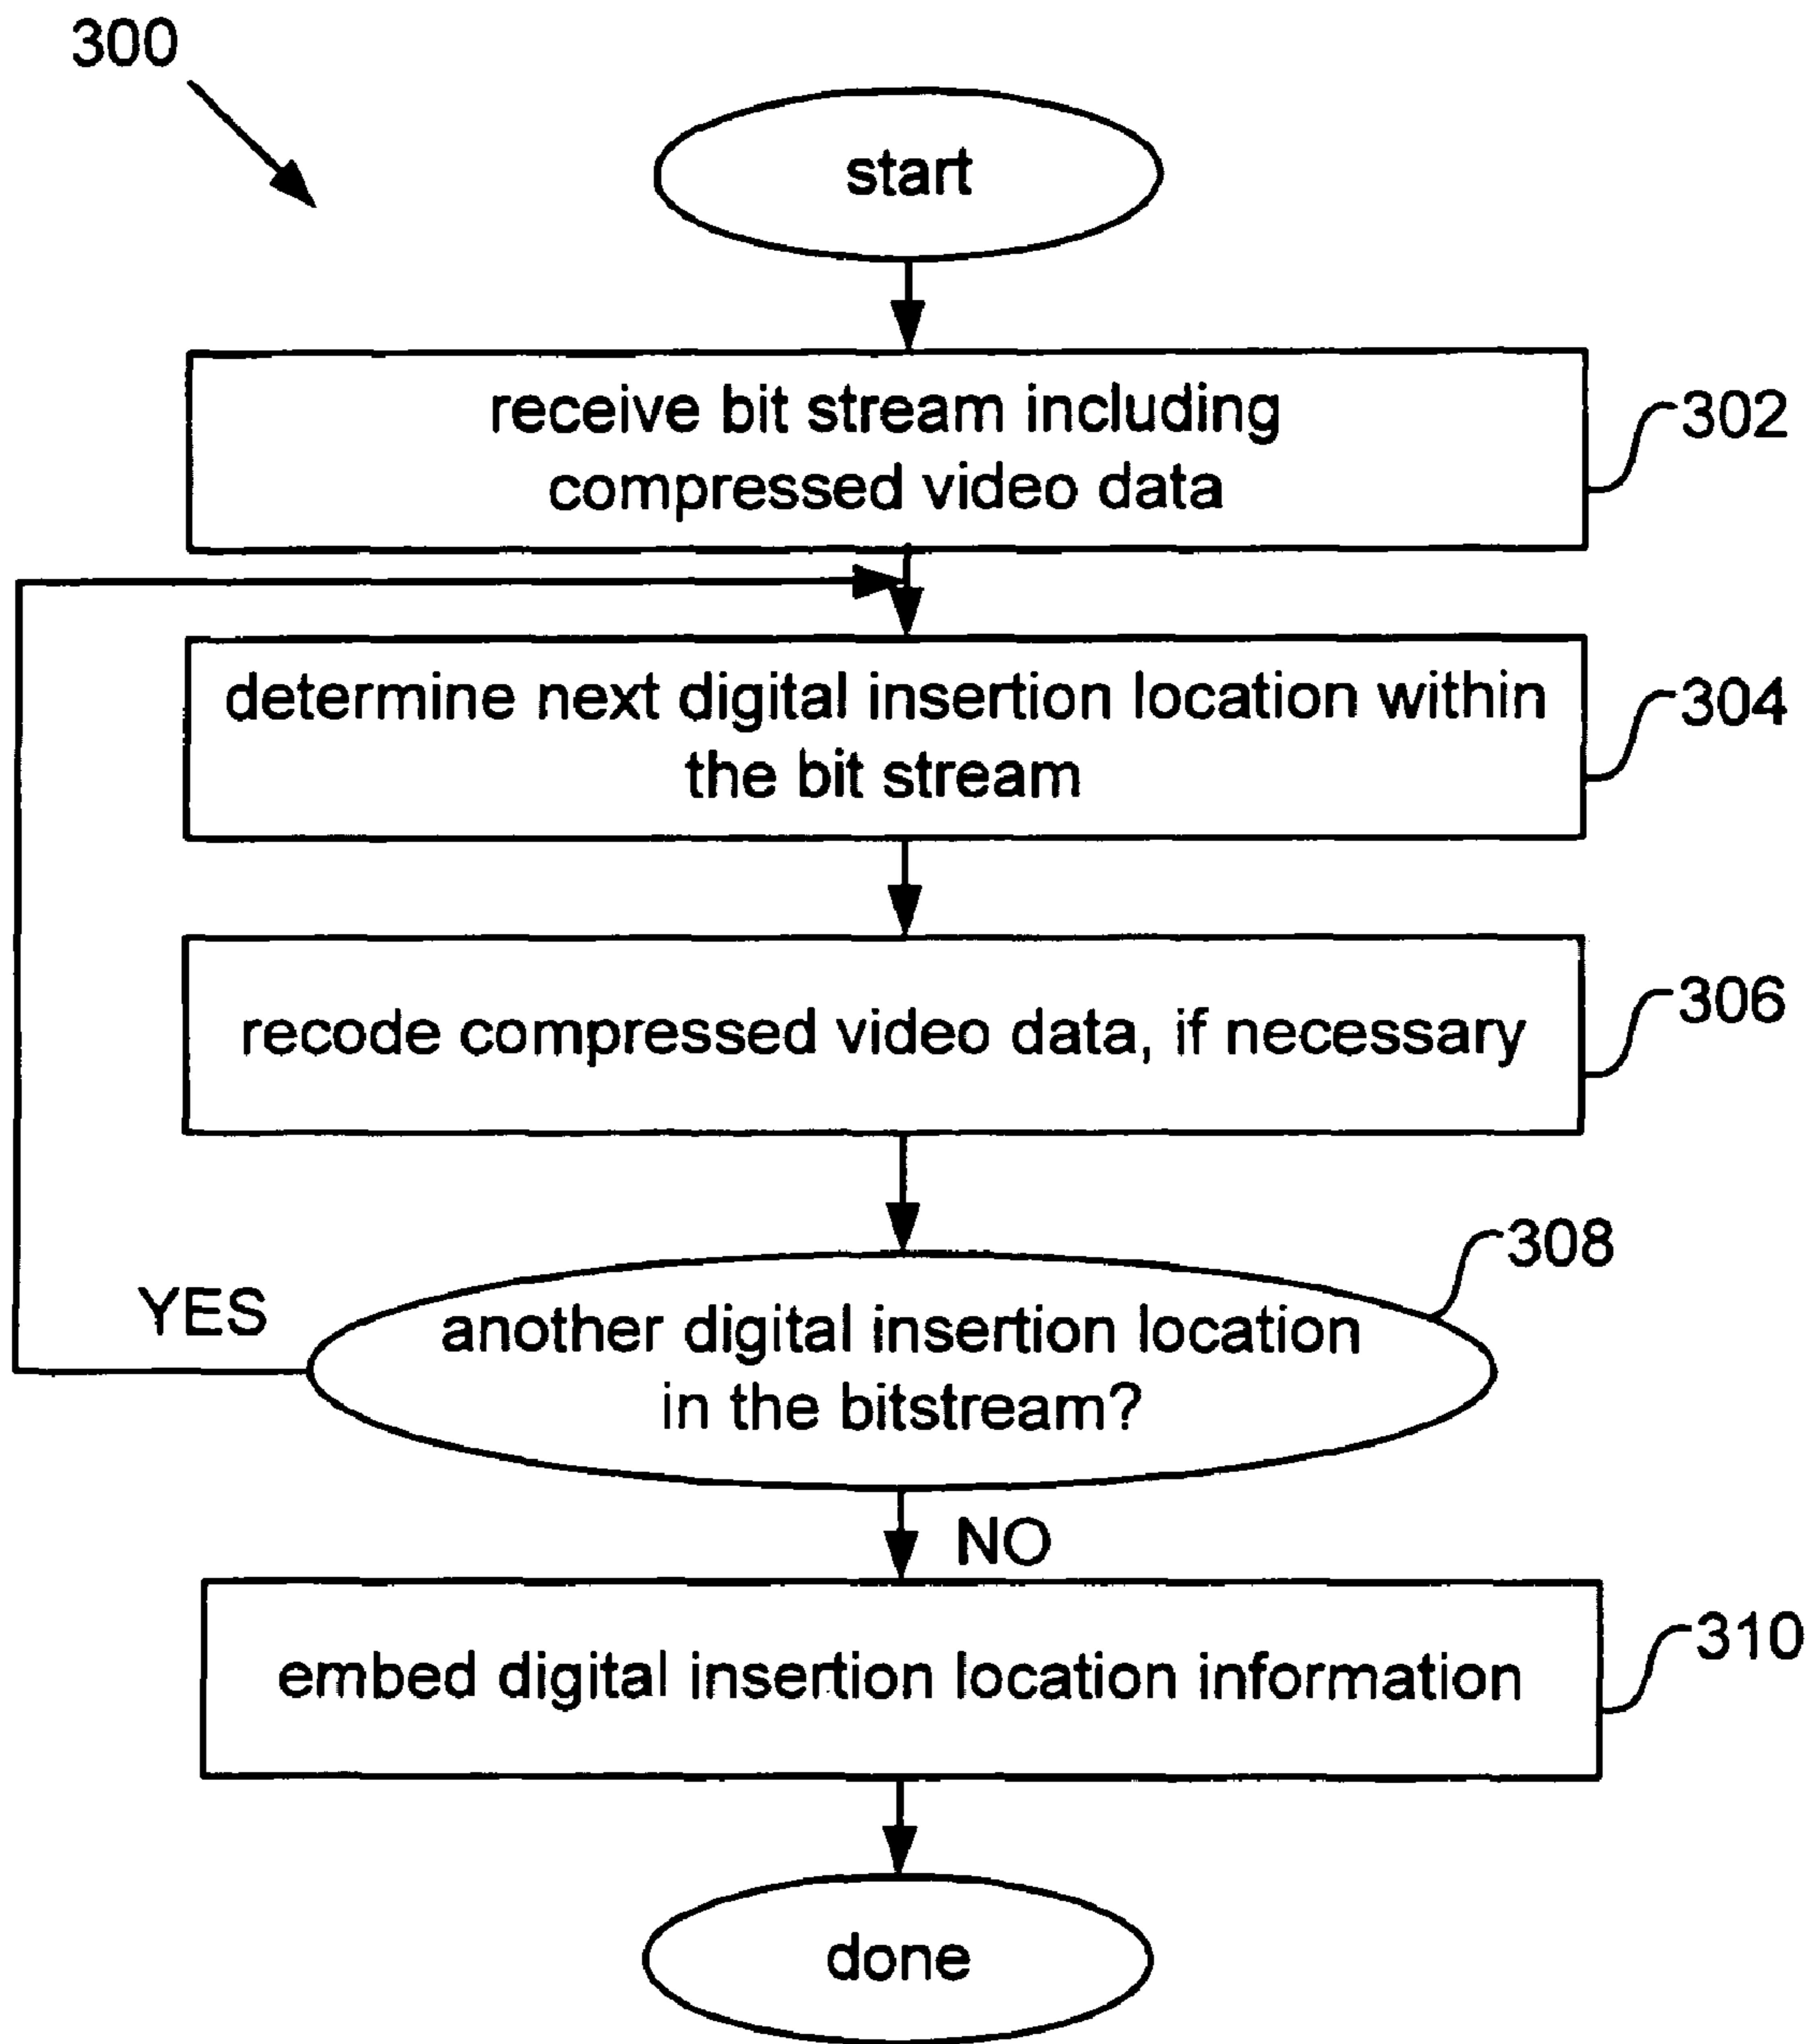 300
start
receive bit stream including
compressed video data
302
determine next digital insertion location within
the bit stream
304
recode compressed video data, if necessary
306
308
another digital insertion location
in the bitstream?
YES
NO
embed digital insertion location information
310
done